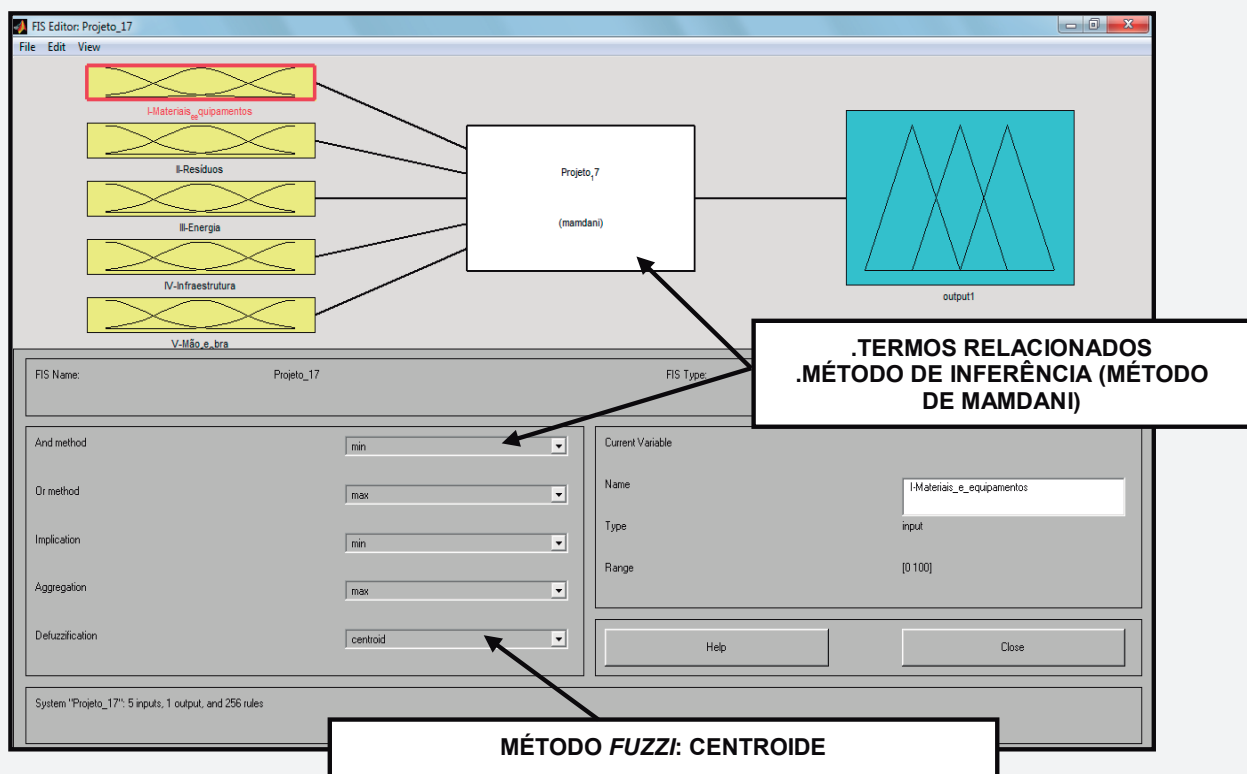 FIS Editor: Projeto_17
File Edit View
I-Materiais_ee quipamentos
II-Resíduos
III-Energia
IV-Infraestrutura
V-Mão_e_bra
Projeto_17
(mamdani)
output1
.TERMOS RELACIONADOS
.MÉTODO DE INFERÊNCIA (MÉTODO
DE MAMDANI)
FIS Name: Projeto_17 FIS Type:
And method min
Or method max
Implication min
Aggregation max
Defuzzification centroid
Current Variable
Name I-Materiais_e_equipamentos
Type input
Range [0 100]
Help Close
System "Projeto_17": 5 inputs, 1 output, and 256 rules
MÉTODO FUZZI: CENTROIDE